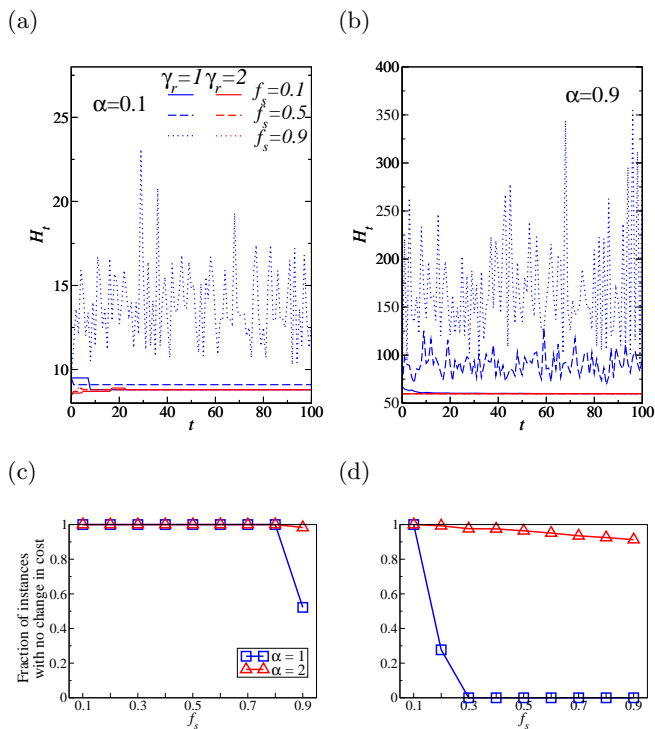 (a)
(b)
γr=1 γr=2
α=0.1
fs=0.1
fs=0.5
fs=0.9
Ht
25
20
15
10
0 20 40 60 80 100
t
α=0.9
Ht
400
350
300
250
200
150
100
50
0 20 40 60 80 100
t
(c)
(d)
Fraction of instances
with no change in cost
1
0.8
0.6
0.4
0.2
0
α = 1
α = 2
0.1 0.3 0.5 0.7 0.9
fs
1
0.8
0.6
0.4
0.2
0
0.1 0.3 0.5 0.7 0.9
fs